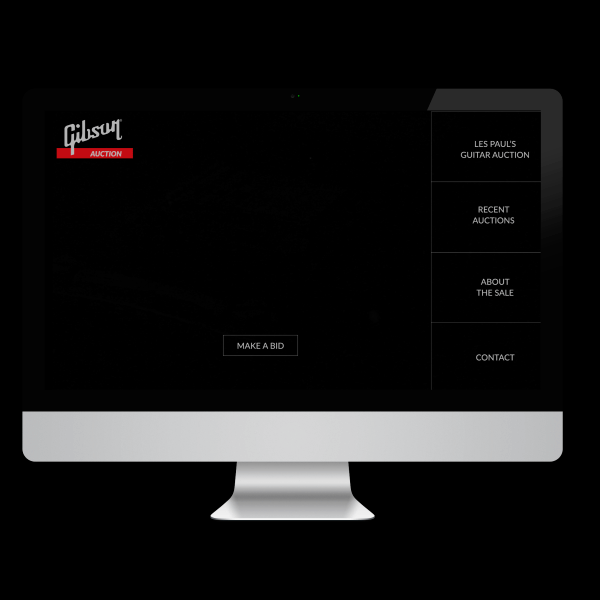 Gibson
AUCTION
LES PAUL'S
GUITAR AUCTION
RECENT
AUCTIONS
ABOUT
THE SALE
CONTACT
MAKE A BID